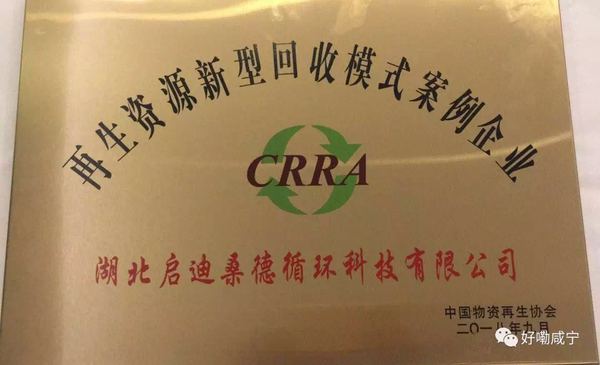 再生资源新型回收模式案例企业
CRRA
湖北启迪桑德循环科技有限公司
中国物资再生协会
二〇一八年九月
好嘞咸宁